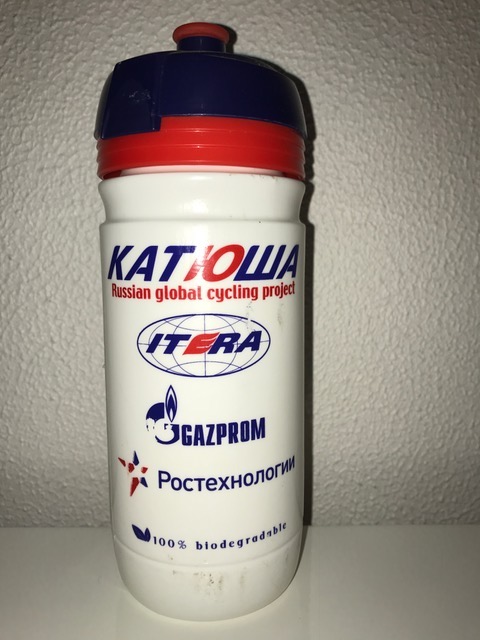 КАТЮША
Russian global cycling project
ITERA
GAZPROM
Ростехнологии
100% biodegradable